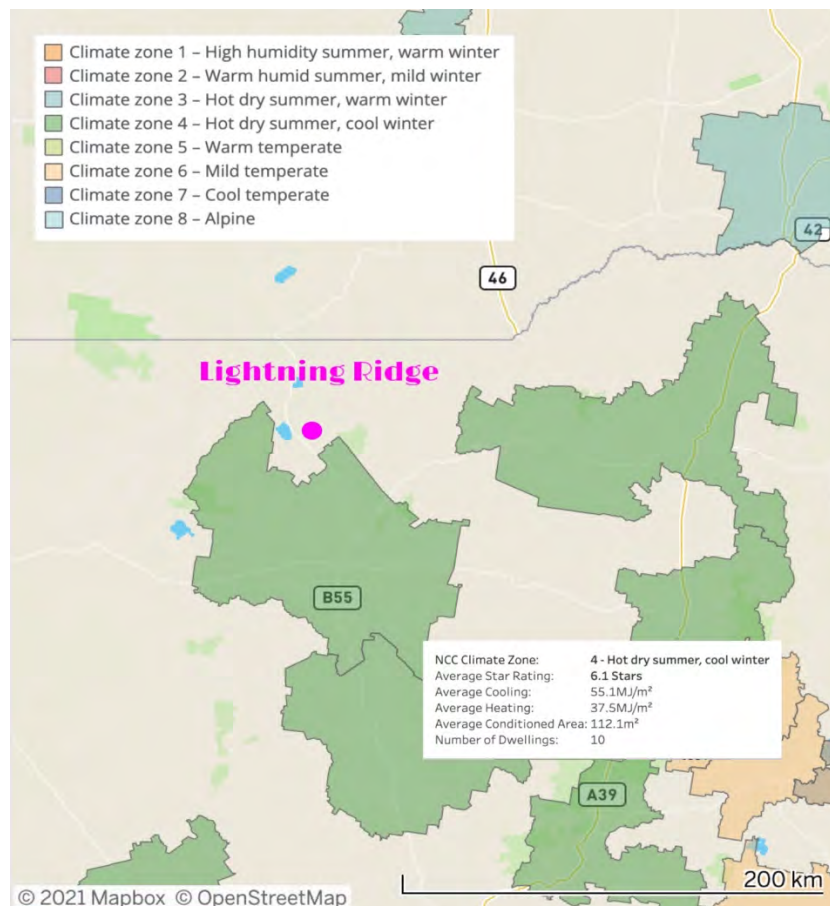 Climate zone 1 – High humidity summer, warm winter
Climate zone 2 – Warm humid summer, mild winter
Climate zone 3 – Hot dry summer, warm winter
Climate zone 4 – Hot dry summer, cool winter
Climate zone 5 – Warm temperate
Climate zone 6 – Mild temperate
Climate zone 7 – Cool temperate
Climate zone 8 – Alpine
42
46
Lightning Ridge
B55
NCC Climate Zone: 4 - Hot dry summer, cool winter
Average Star Rating: 6.1 Stars
Average Cooling: 55.1MJ/m²
Average Heating: 37.5MJ/m²
Average Conditioned Area: 112.1m²
Number of Dwellings: 10
A39
200 km
© 2021 Mapbox © OpenStreetMap